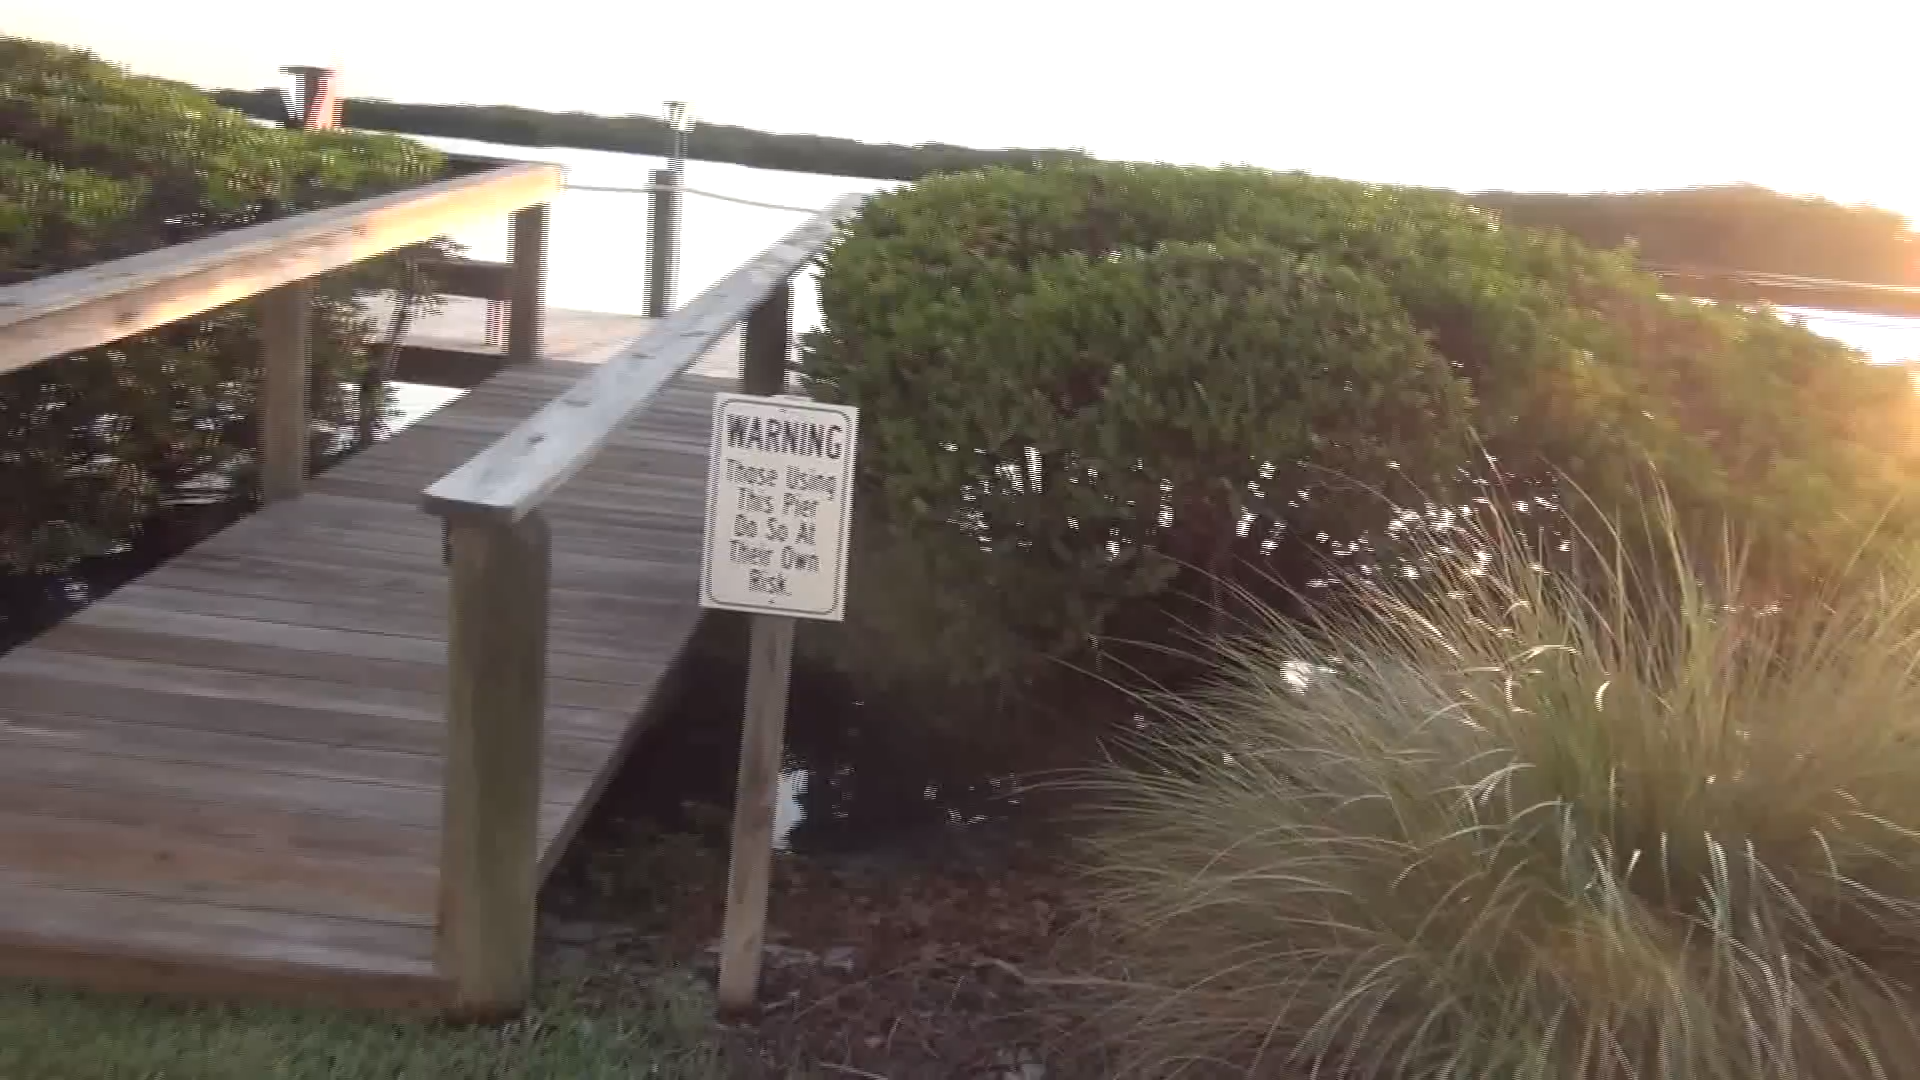 WARNING
Those Using
This Pier
Do So At
Their Own
Risk.